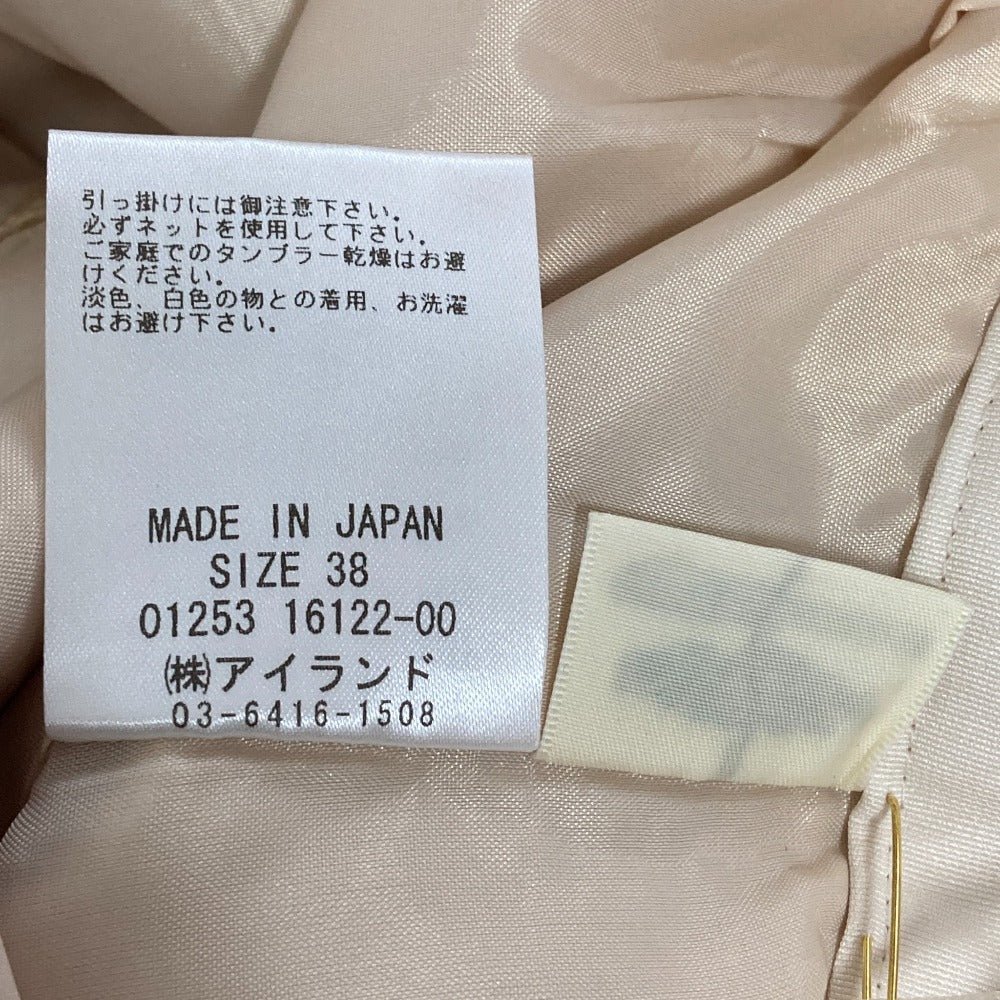 引っ掛けには御注意下さい。
必ずネットを使用して下さい。
ご家庭でのタンブラー乾燥はお避
けください。
淡色、白色の物との着用、お洗濯
はお避け下さい。
MADE IN JAPAN
SIZE 38
01253 16122-00
㈱アイランド
03-6416-1508